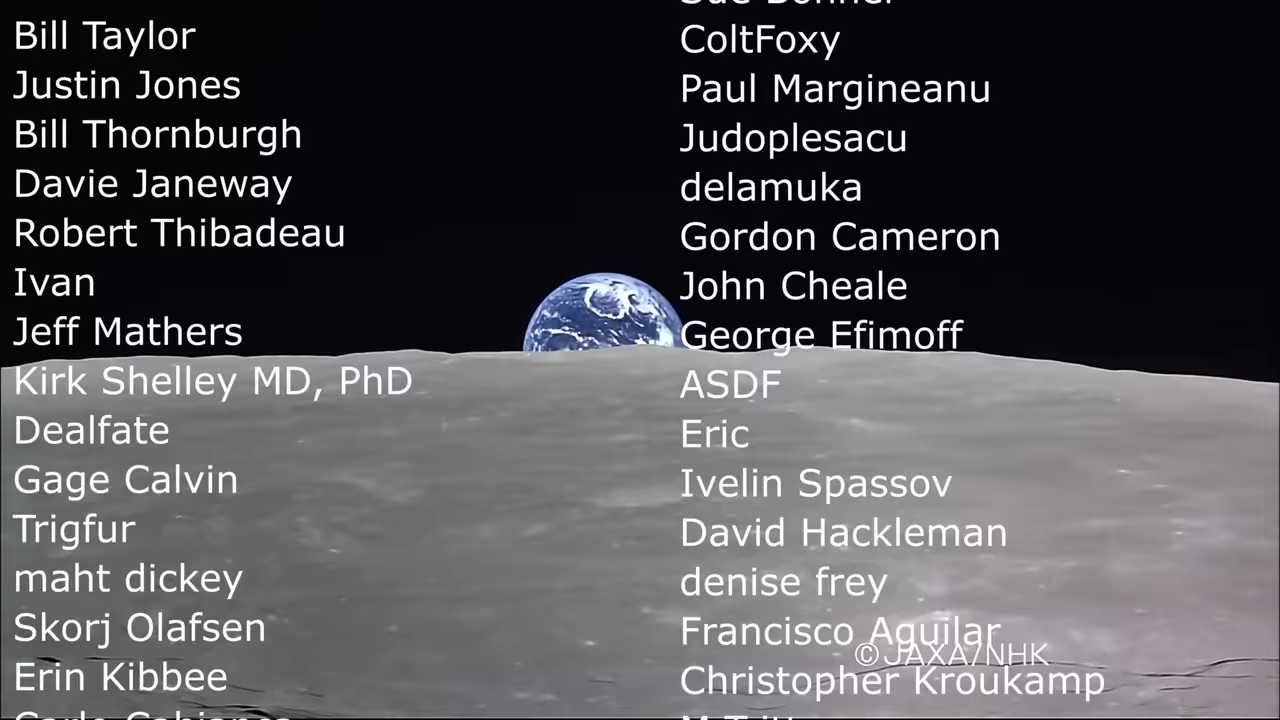 Bill Taylor
Justin Jones
Bill Thornburgh
Davie Janeway
Robert Thibadeau
Ivan
Jeff Mathers
Kirk Shelley MD, PhD
Dealfate
Gage Calvin
Trigfur
maht dickey
Skorj Olafsen
Erin Kibbee
ColtFoxy
Paul Margineanu
Judoplesacu
delamuka
Gordon Cameron
John Cheale
George Efimoff
ASDF
Eric
Ivelin Spassov
David Hackleman
denise frey
Francisco Aguilar
©JAXA/NHK
Christopher Kroukamp